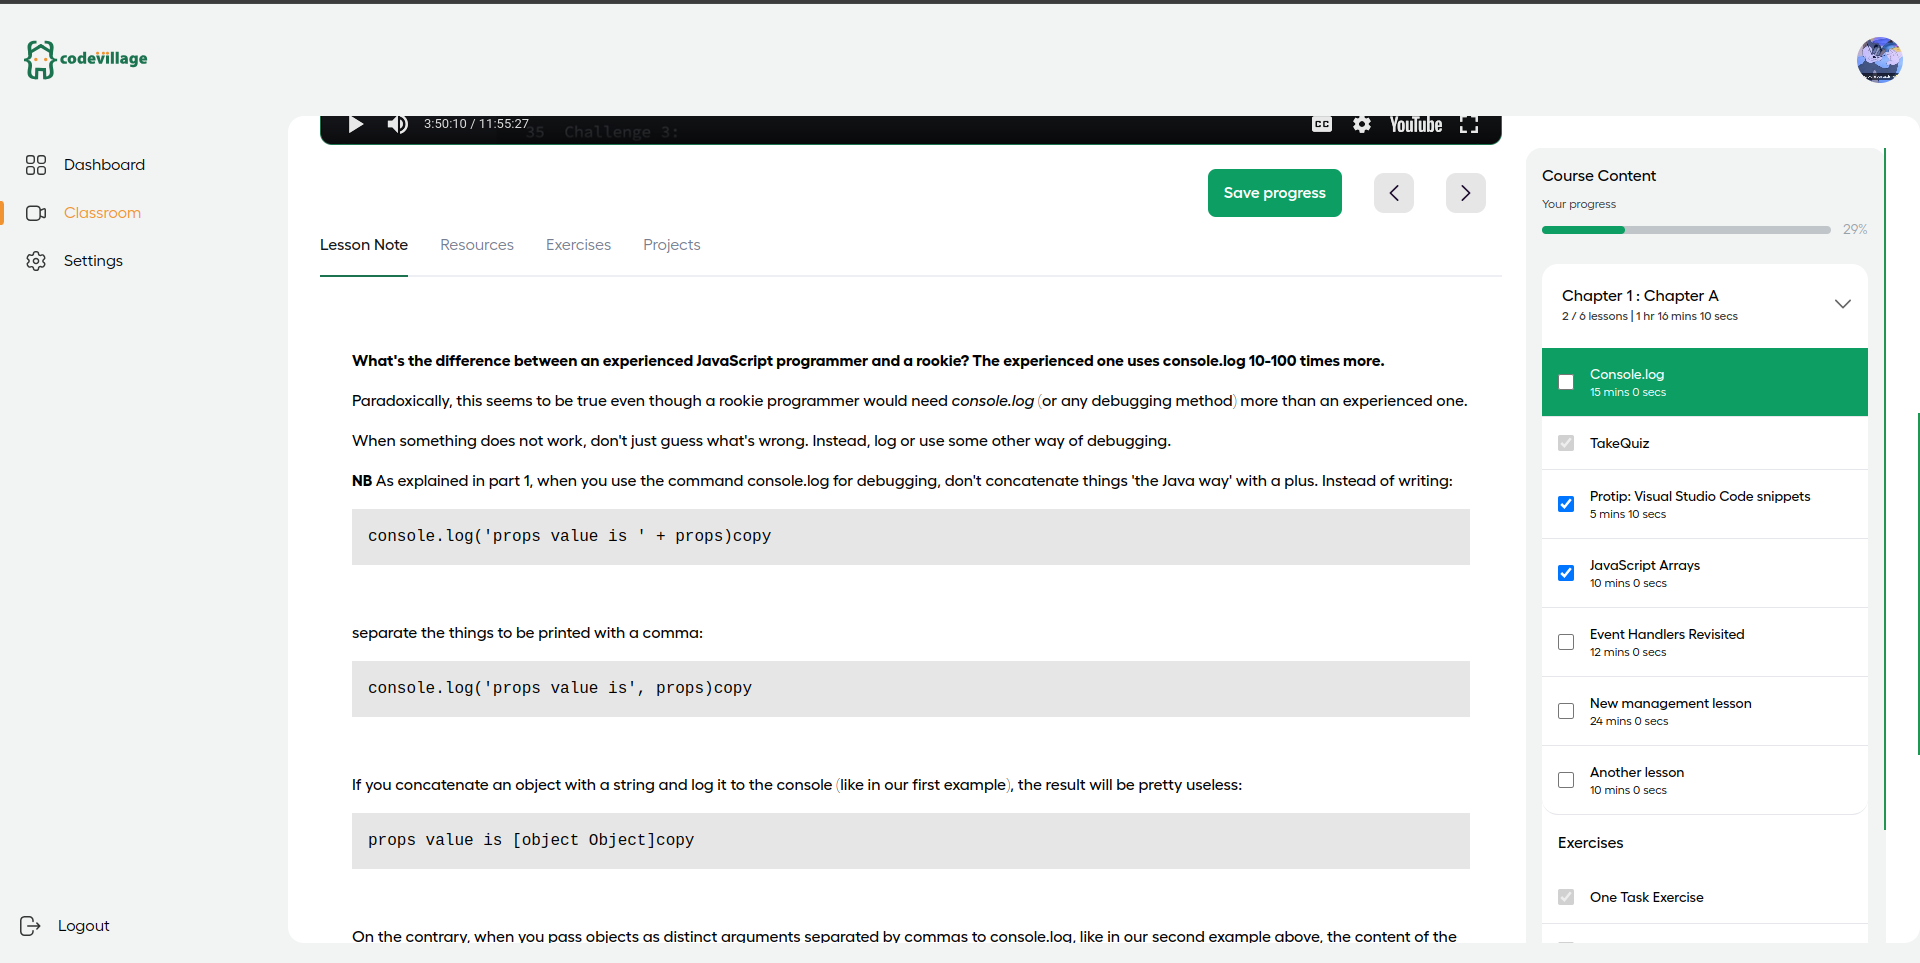 codevillage
Dashboard
Classroom
Settings
Logout
35 Challenge 3:
3:50:10 / 11:55:27
CC
YouTube
Save progress
Lesson Note
Resources
Exercises
Projects
What's the difference between an experienced JavaScript programmer and a rookie? The experienced one uses console.log 10-100 times more.
Paradoxically, this seems to be true even though a rookie programmer would need console.log (or any debugging method) more than an experienced one.
When something does not work, don't just guess what's wrong. Instead, log or use some other way of debugging.
NB As explained in part 1, when you use the command console.log for debugging, don't concatenate things 'the Java way' with a plus. Instead of writing:
console.log('props value is ' + props)copy
separate the things to be printed with a comma:
console.log('props value is', props)copy
If you concatenate an object with a string and log it to the console (like in our first example), the result will be pretty useless:
props value is [object Object]copy
On the contrary, when you pass objects as distinct arguments separated by commas to console.log, like in our second example above, the content of the
Course Content
Your progress
29%
Chapter 1 : Chapter A
2 / 6 lessons | 1 hr 16 mins 10 secs
Console.log
15 mins 0 secs
TakeQuiz
Protip: Visual Studio Code snippets
5 mins 10 secs
JavaScript Arrays
10 mins 0 secs
Event Handlers Revisited
12 mins 0 secs
New management lesson
24 mins 0 secs
Another lesson
10 mins 0 secs
Exercises
One Task Exercise